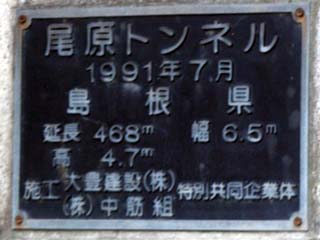 尾原トンネル
1991年7月
島根県
延長 468m 幅 6.5m
高 4.7m
施工 大豊建設(株) 特別共同企業体
(株)中筋組